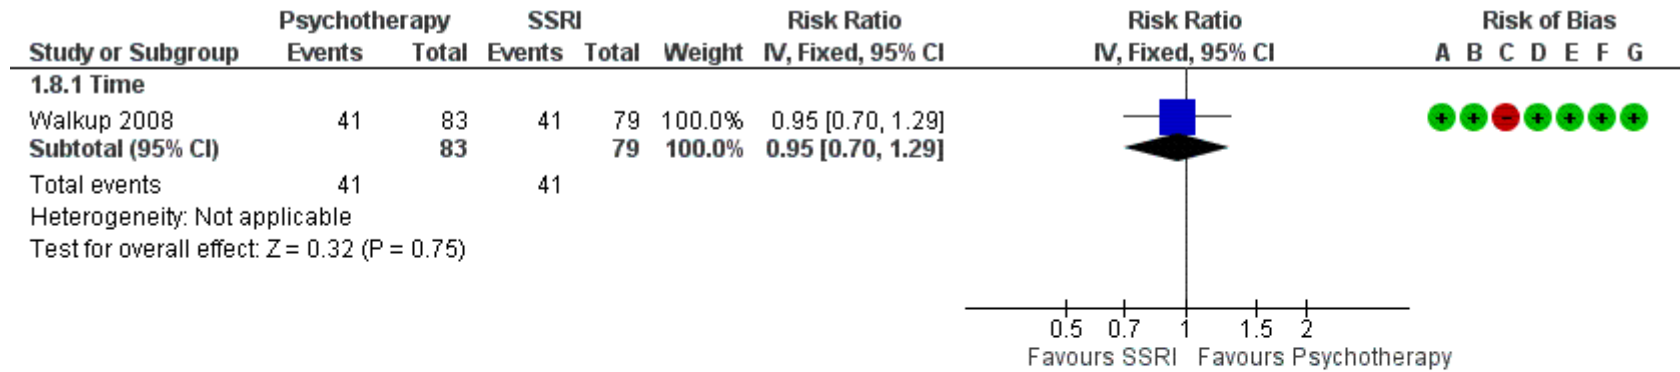 Psychotherapy SSRI Risk Ratio Risk Ratio Risk of Bias
Study or Subgroup Events Total Events Total Weight IV, Fixed, 95% CI IV, Fixed, 95% CI A B C D E F G
1.8.1 Time
Walkup 2008 41 83 41 79 100.0% 0.95 [0.70, 1.29] + + - + + + +
Subtotal (95% CI) 83 79 100.0% 0.95 [0.70, 1.29]
Total events 41 41
Heterogeneity: Not applicable
Test for overall effect: Z = 0.32 (P = 0.75)
0.5 0.7 1 1.5 2
Favours SSRI Favours Psychotherapy